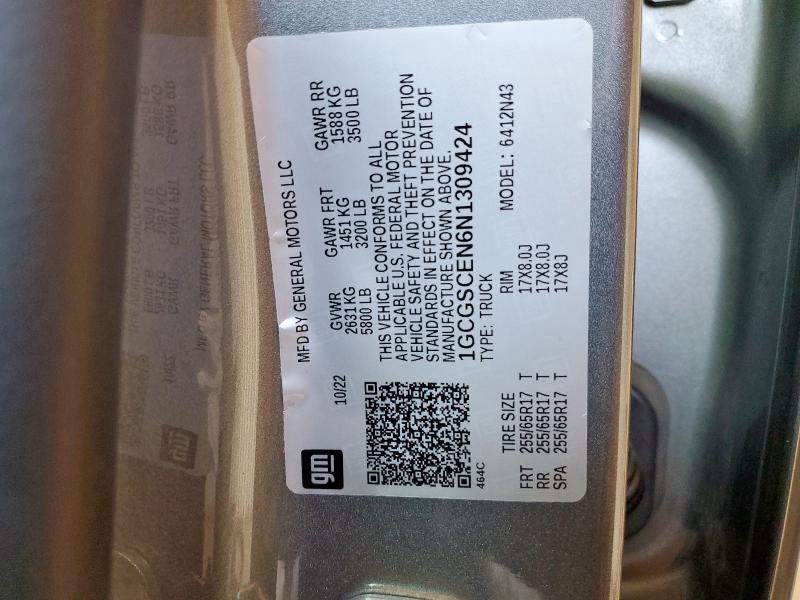 gm
MFD BY GENERAL MOTORS LLC
10/22
GVWR GAWR FRT GAWR RR
2631 KG 1451 KG 1588 KG
5800 LB 3200 LB 3500 LB
THIS VEHICLE CONFORMS TO ALL
APPLICABLE U.S. FEDERAL MOTOR
VEHICLE SAFETY AND THEFT PREVENTION
STANDARDS IN EFFECT ON THE DATE OF
MANUFACTURE SHOWN ABOVE.
1GCGSCEN6N1309424
464C
TYPE: TRUCK
TIRE SIZE RIM MODEL: 6412N43
FRT 255/65R17 T 17X8.0J
RR 255/65R17 T 17X8.0J
SPA 255/65R17 T 17X8J